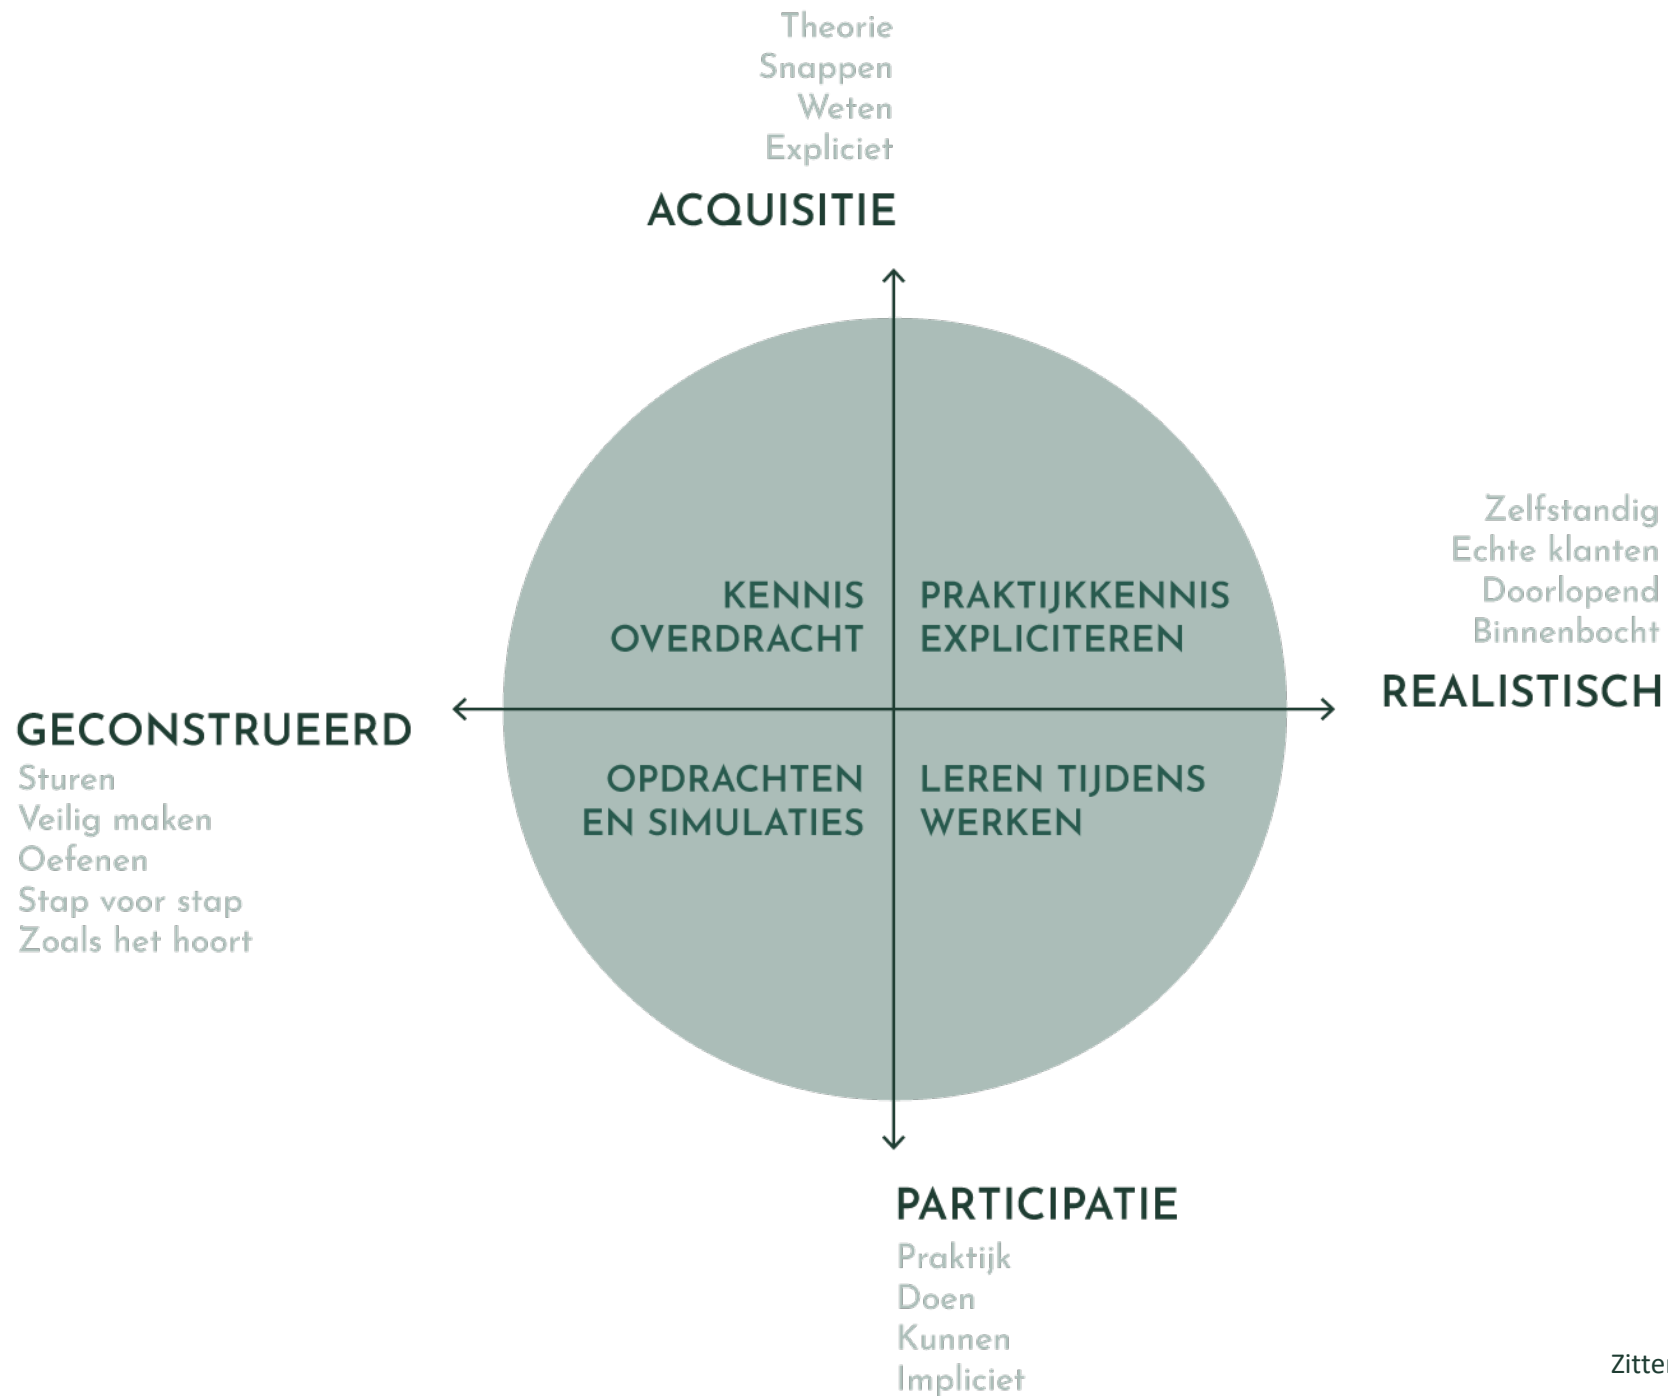 Theorie
Snappen
Weten
Expliciet
ACQUISITIE
Zelfstandig
Echte klanten
Doorlopend
Binnenbocht
REALISTISCH
KENNIS
OVERDRACHT
PRAKTIJKKENNIS
EXPLICITEREN
GECONSTRUEERD
Sturen
Veilig maken
Oefenen
Stap voor stap
Zoals het hoort
OPDRACHTEN
EN SIMULATIES
LEREN TIJDENS
WERKEN
PARTICIPATIE
Praktijk
Doen
Kunnen
Impliciet